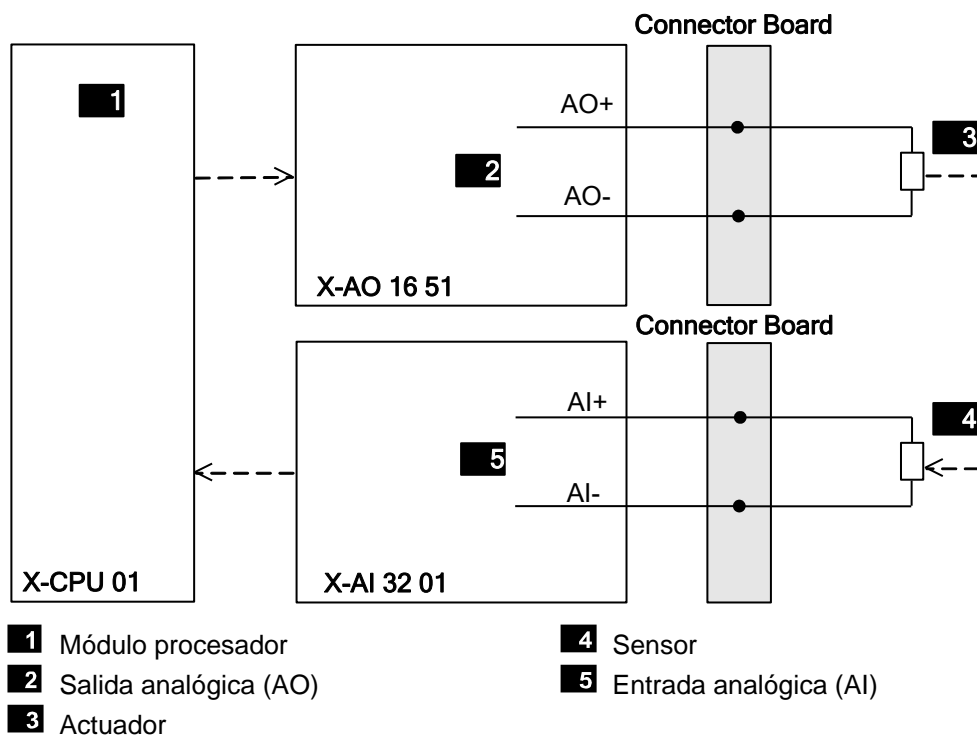 Connector Board
1
AO+
3
2
AO-
X-AO 16 51
Connector Board
AI+
4
5
AI-
X-CPU 01
X-AI 32 01
1 Módulo procesador
2 Salida analógica (AO)
3 Actuador
4 Sensor
5 Entrada analógica (AI)